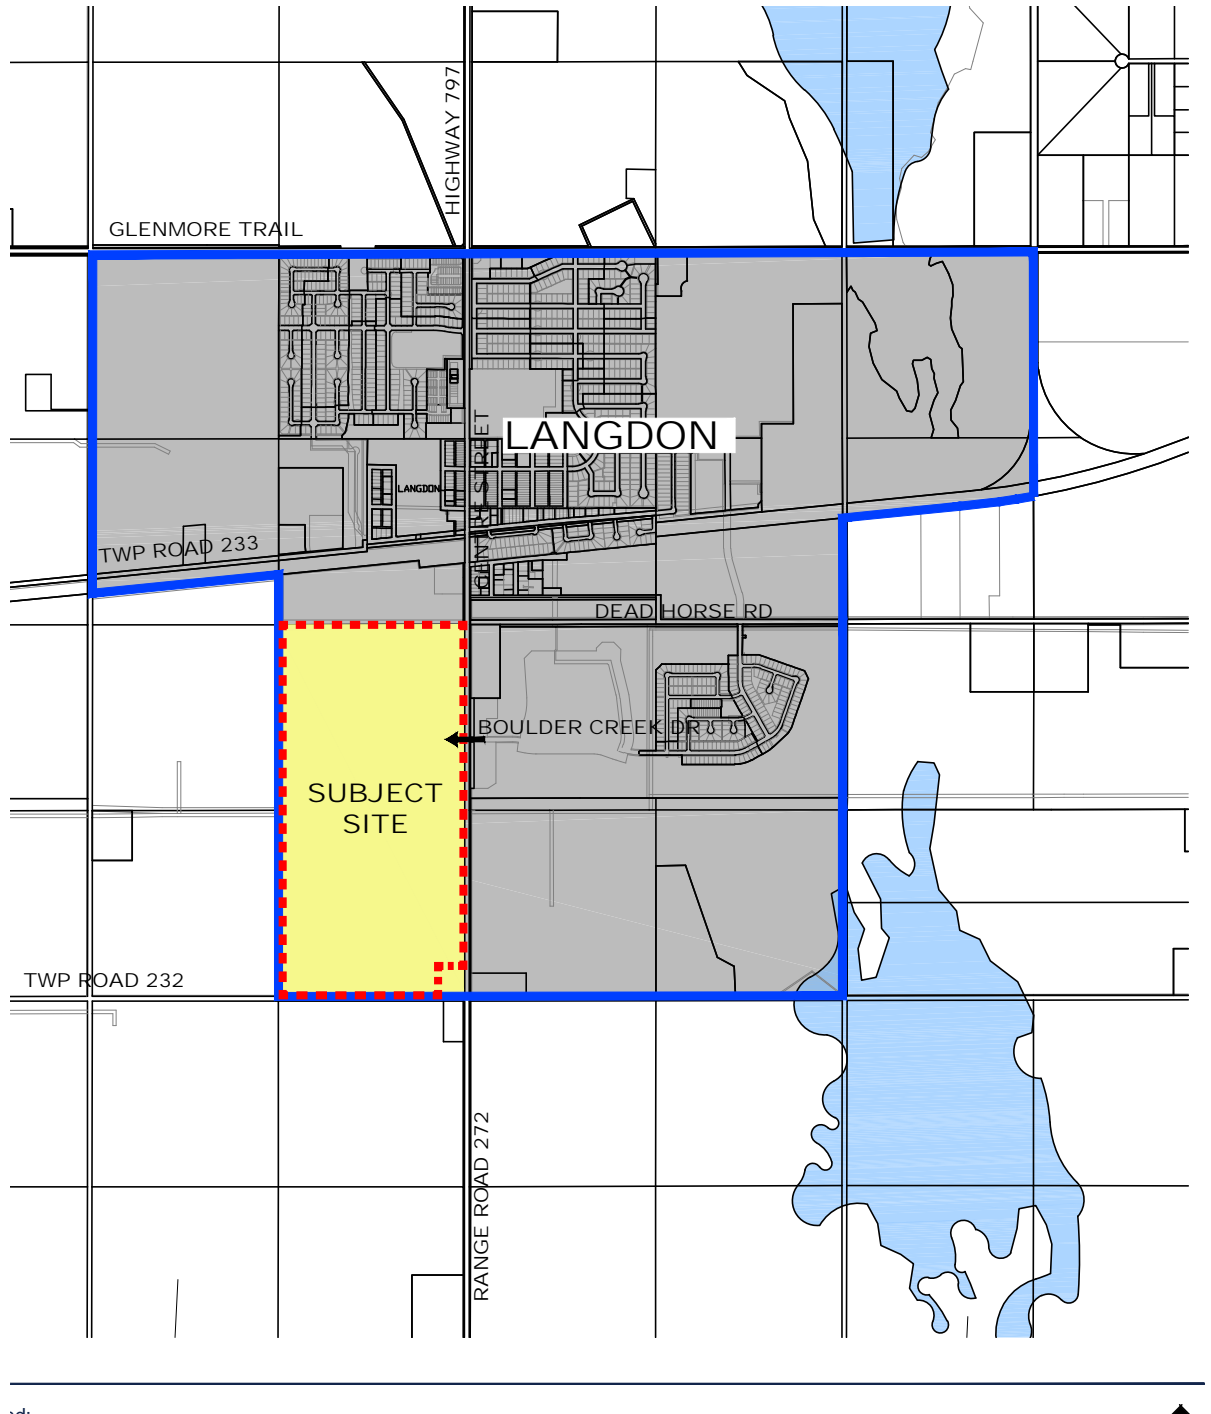 HIGHWAY 797
GLENMORE TRAIL
LANGDON
CENTRE STREET
LANGDON
TWP ROAD 233
DEAD HORSE RD
BOULDER CREEK DR
SUBJECT
SITE
TWP ROAD 232
RANGE ROAD 272